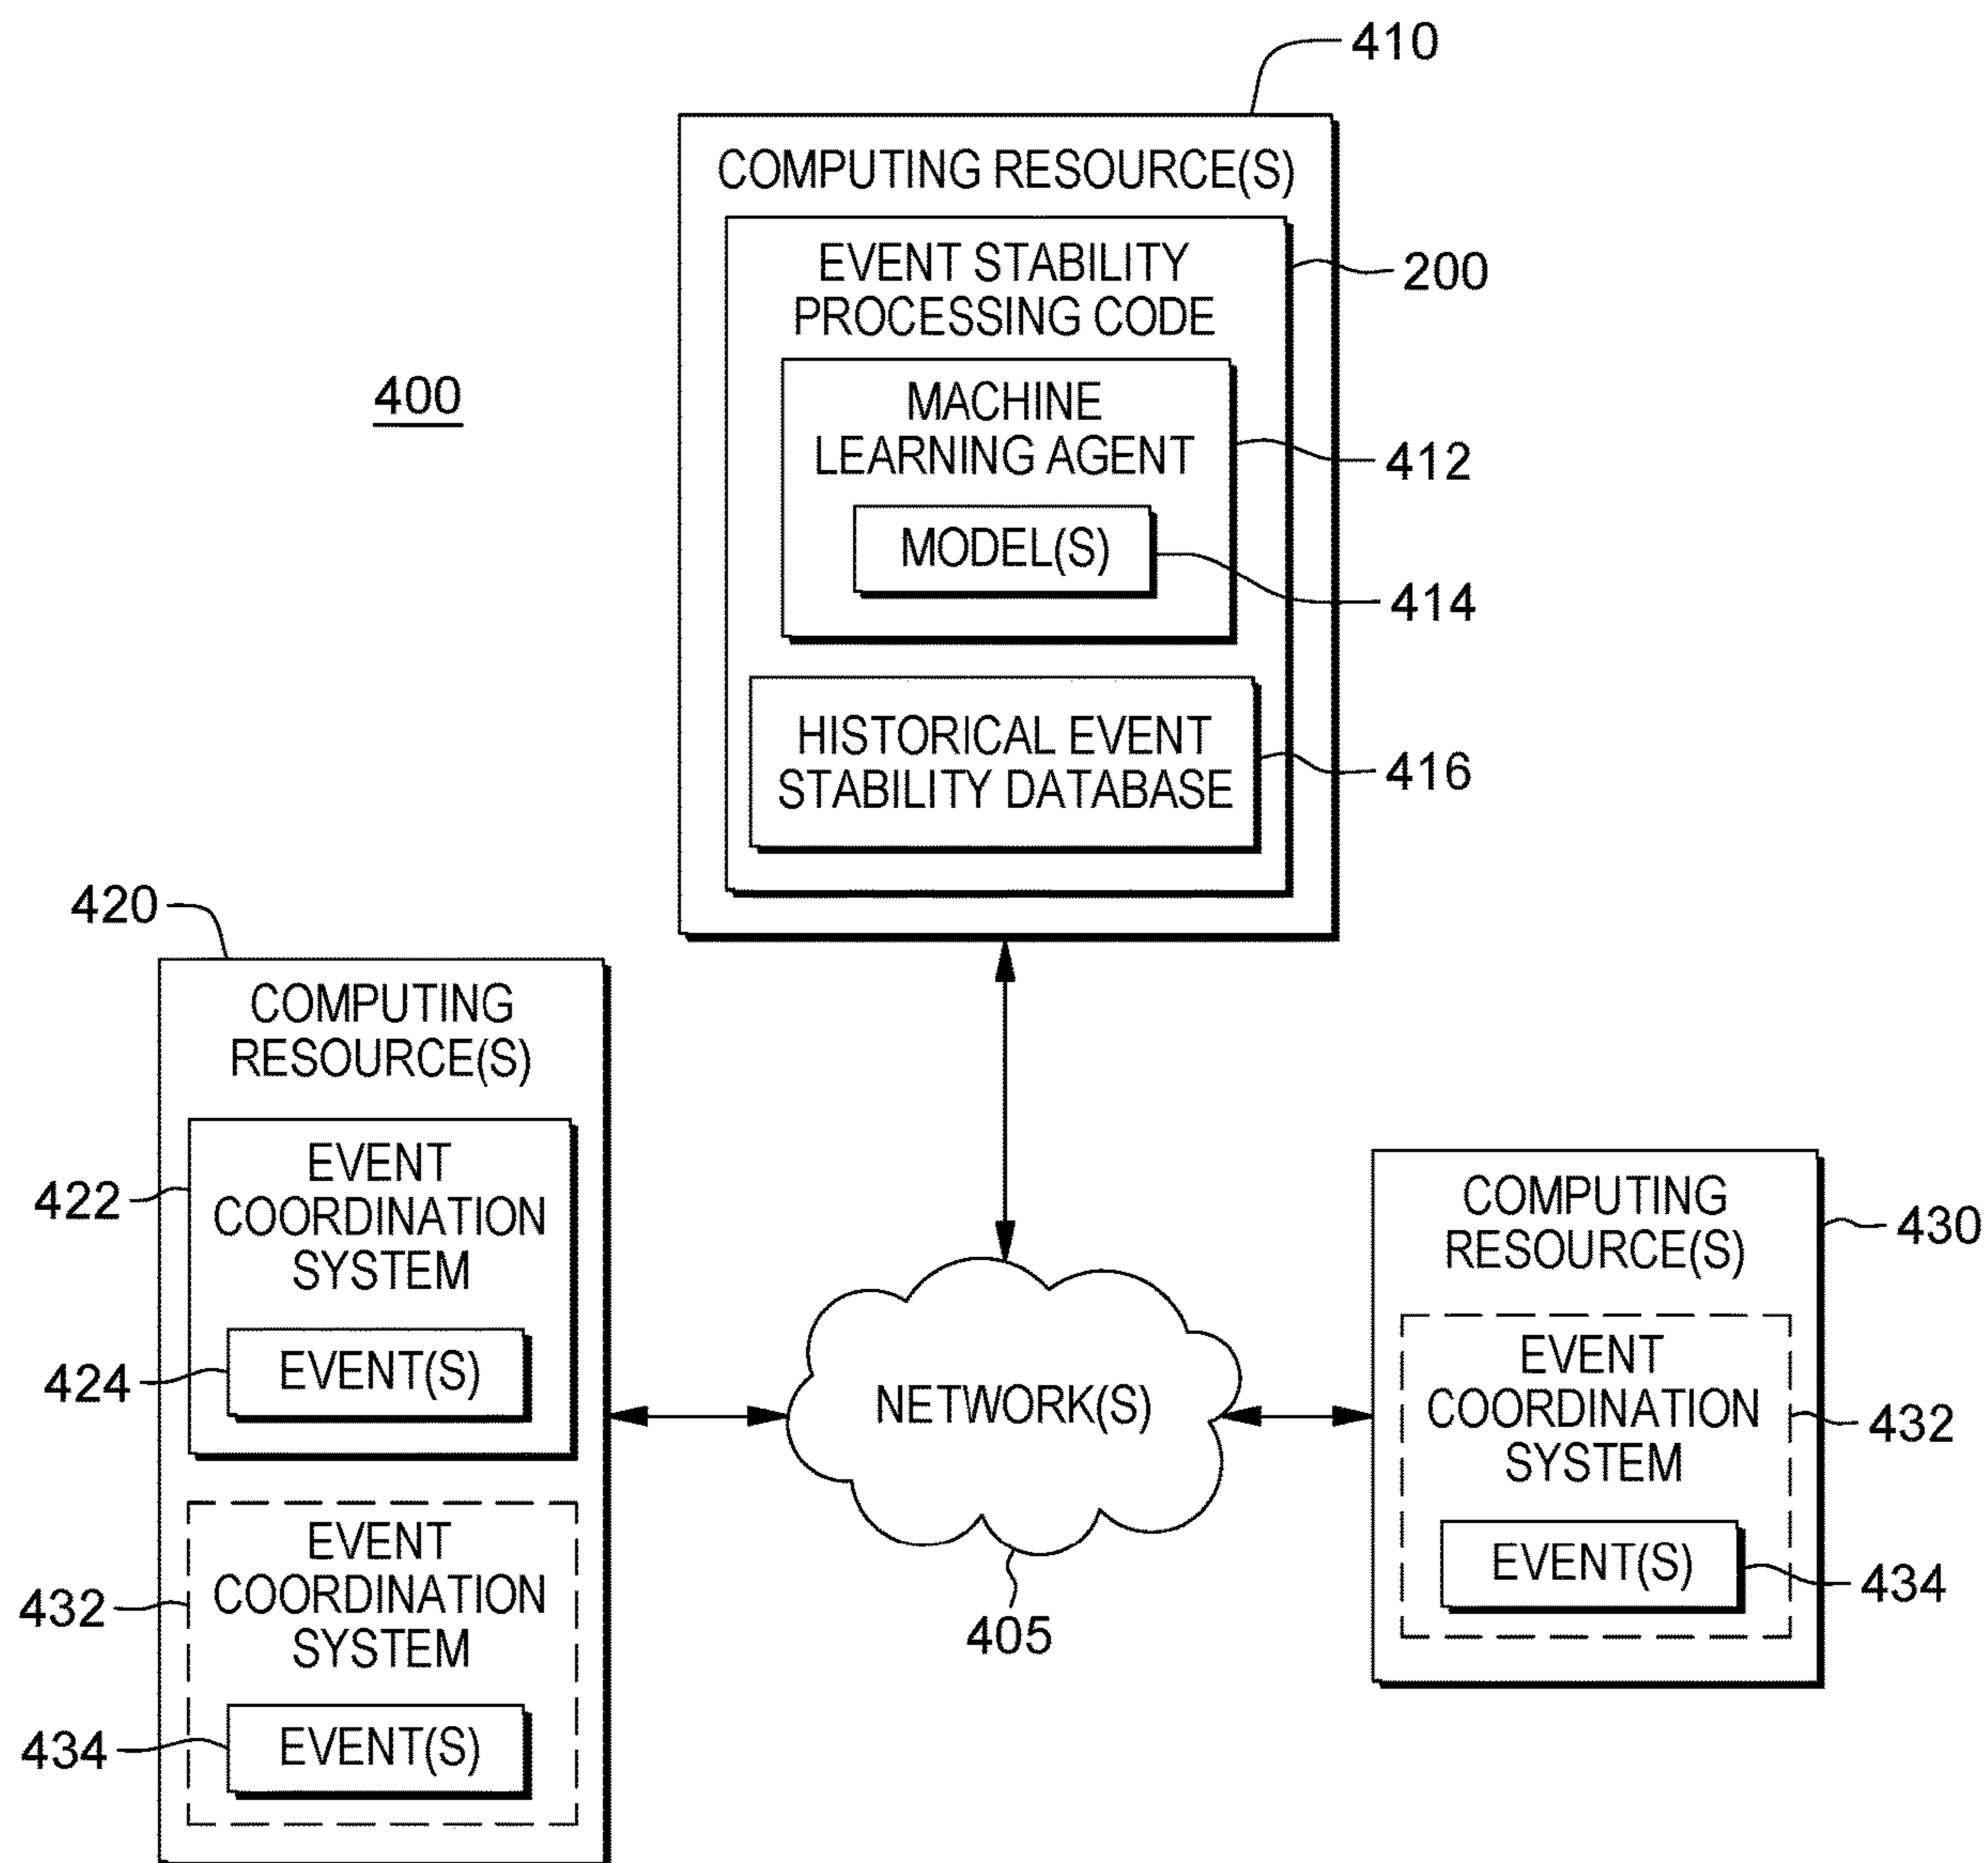 410
COMPUTING RESOURCE(S)
EVENT STABILITY
PROCESSING CODE
200
400
MACHINE
LEARNING AGENT
412
MODEL(S)
414
HISTORICAL EVENT
STABILITY DATABASE
416
420
COMPUTING
RESOURCE(S)
EVENT
COORDINATION
SYSTEM
422
EVENT(S)
424
EVENT
COORDINATION
SYSTEM
432
EVENT(S)
434
NETWORK(S)
405
COMPUTING
RESOURCE(S)
430
EVENT
COORDINATION
SYSTEM
432
EVENT(S)
434